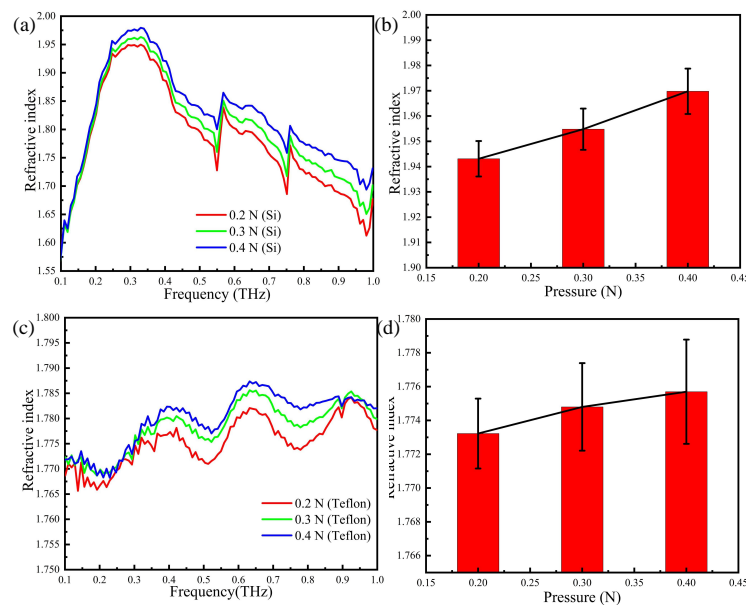 (a)
2.00
1.95
1.90
1.85
1.80
1.75
1.70
1.65
1.60
1.55
Refractive index
0.2 N (Si)
0.3 N (Si)
0.4 N (Si)
0.1 0.2 0.3 0.4 0.5 0.6 0.7 0.8 0.9 1.0
Frequency (THz)
(b)
2.00
1.99
1.98
1.97
1.96
1.95
1.94
1.93
1.92
1.91
1.90
Refractive index
0.15 0.20 0.25 0.30 0.35 0.40 0.45
Pressure (N)
(c)
1.800
1.795
1.790
1.785
1.780
1.775
1.770
1.765
1.760
1.755
1.750
Refractive index
0.2 N (Teflon)
0.3 N (Teflon)
0.4 N (Teflon)
0.1 0.2 0.3 0.4 0.5 0.6 0.7 0.8 0.9 1.0
Frequency(THz)
(d)
1.780
1.778
1.776
1.774
1.772
1.770
1.768
1.766
Refractive index
0.15 0.20 0.25 0.30 0.35 0.40 0.45
Pressure (N)